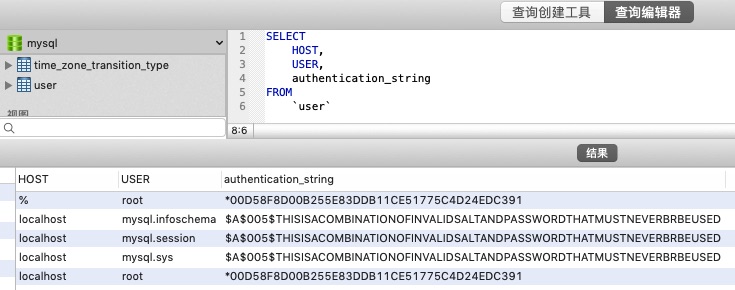 查询创建工具 查询编辑器
mysql
time_zone_transition_type
user
视图
1 SELECT
2 HOST,
3 USER,
4 authentication_string
5 FROM
6 `user`
8:6
结果
HOST USER authentication_string
% root *00D58F8D00B255E83DDB11CE51775C4D24EDC391
localhost mysql.infoschema $A$005$THISISACOMBINATIONOFINVALIDSALTANDPASSWORDTHATMUSTNEVERBRBEUSED
localhost mysql.session $A$005$THISISACOMBINATIONOFINVALIDSALTANDPASSWORDTHATMUSTNEVERBRBEUSED
localhost mysql.sys $A$005$THISISACOMBINATIONOFINVALIDSALTANDPASSWORDTHATMUSTNEVERBRBEUSED
localhost root *00D58F8D00B255E83DDB11CE51775C4D24EDC391